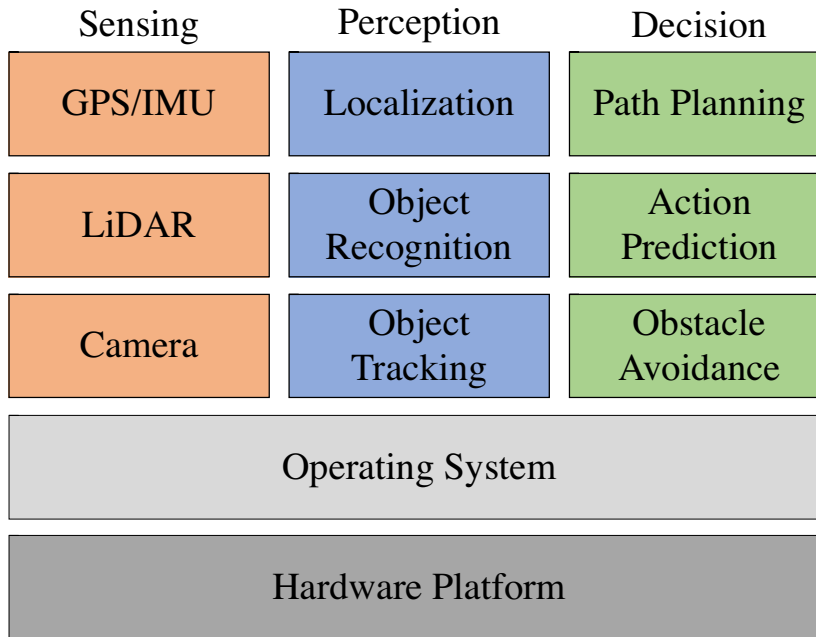 Sensing
Perception
Decision
GPS/IMU
Localization
Path Planning
LiDAR
Object
Recognition
Action
Prediction
Camera
Object
Tracking
Obstacle
Avoidance
Operating System
Hardware Platform